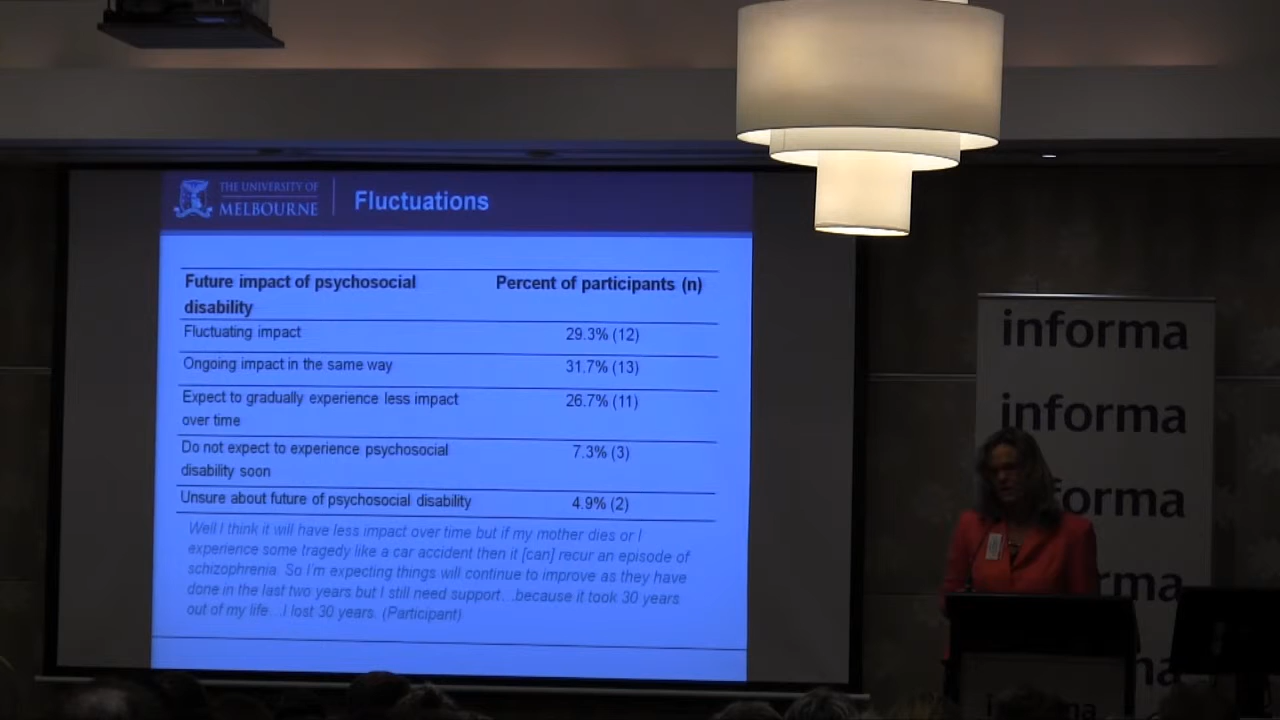 THE UNIVERSITY OF
MELBOURNE
Fluctuations
Future impact of psychosocial disability
Percent of participants (n)
Fluctuating impact
29.3% (12)
Ongoing impact in the same way
31.7% (13)
Expect to gradually experience less impact
over time
26.7% (11)
Do not expect to experience psychosocial
disability soon
7.3% (3)
Unsure about future of psychosocial disability
4.9% (2)
Well I think it will have less impact over time but if my mother dies or I
experience some tragedy like a car accident then it [can] recur an episode of
schizophrenia. So I'm expecting things will continue to improve as they have
done in the last two years but I still need support…because it took 30 years
out of my life…I lost 30 years. (Participant)
informa
informa
forma
rma
na